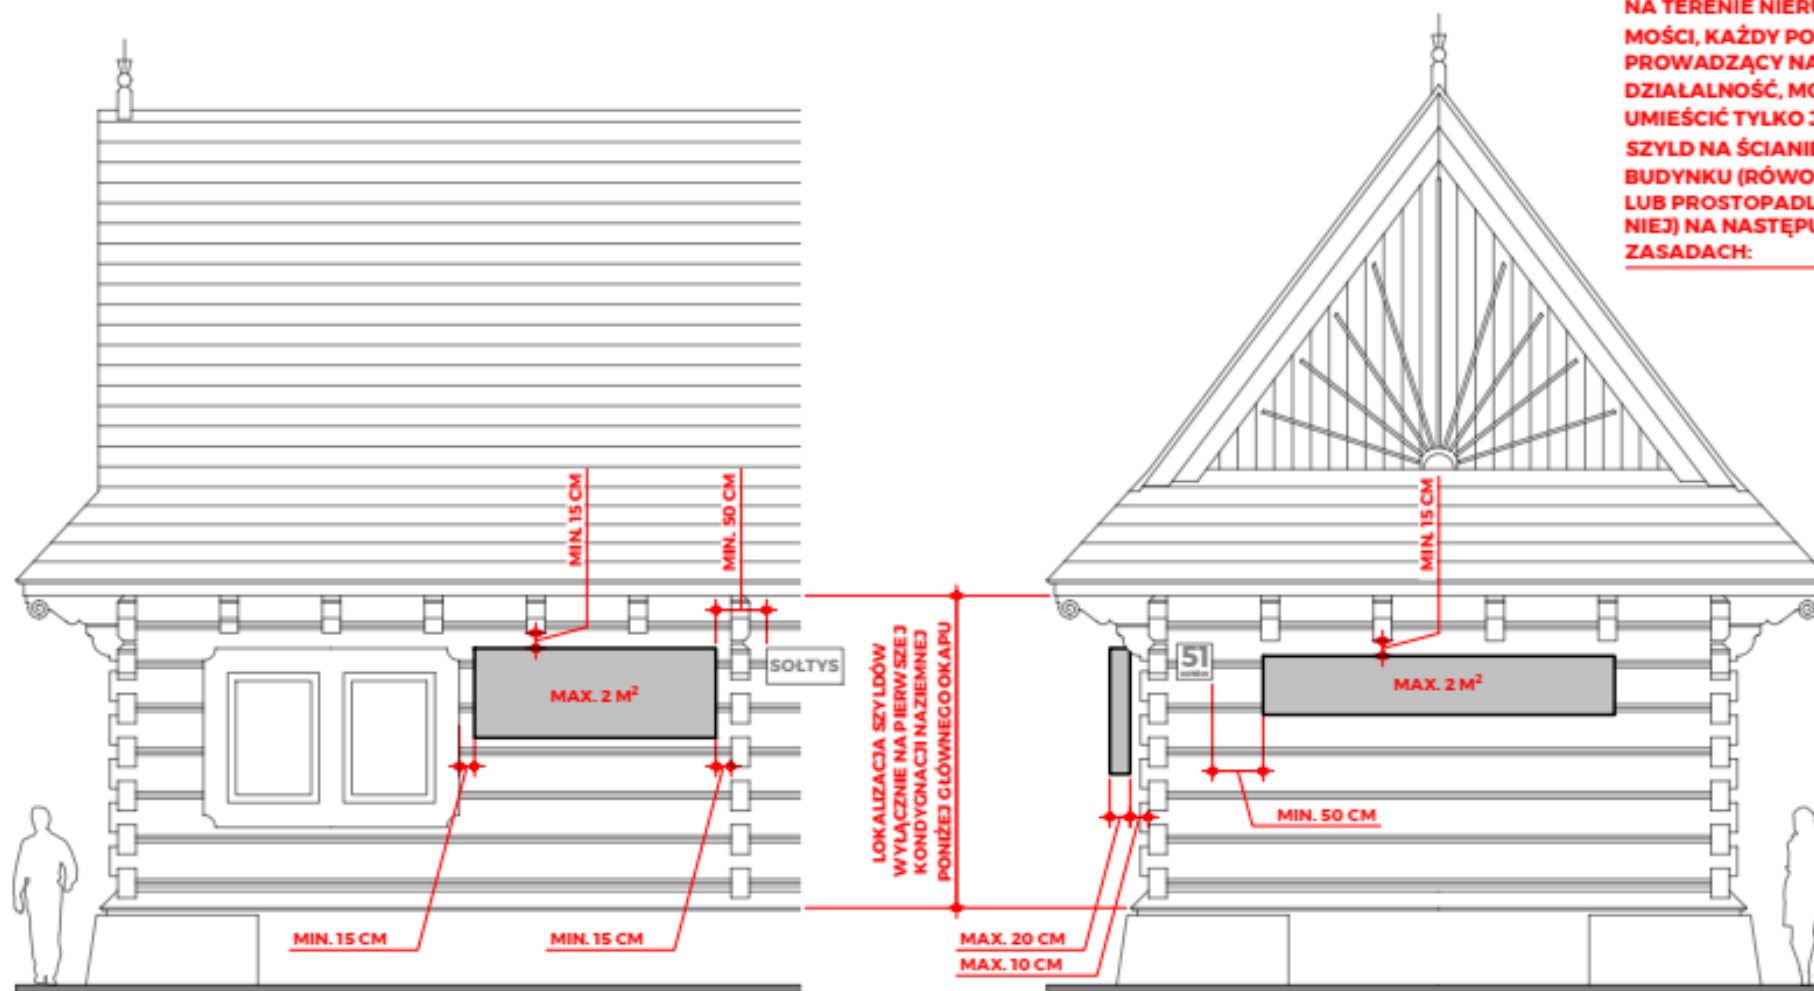 NA TERENIE NIERU
MOŚCI, KAŻDY PO
PROWADZĄCY NA
DZIAŁALNOŚĆ, MO
UMIEŚCIĆ TYLKO J
SZYLD NA ŚCIANIE
BUDYNKU (RÓWO
LUB PROSTOPADL
NIEJ) NA NASTĘPU
ZASADACH:
MIN. 15 CM
MIN. 50 CM
MIN. 15 CM
SOŁTYS
MAX. 2 M²
LOKALIZACJA SZYLDÓW
WYŁĄCZNIE NA PIERWSZEJ
KONDYGNACJI NAZIEMNEJ
PONIŻEJ GŁÓWNEGO OKAPU
51
MAX. 2 M²
MIN. 50 CM
MIN. 15 CM
MIN. 15 CM
MAX. 20 CM
MAX. 10 CM